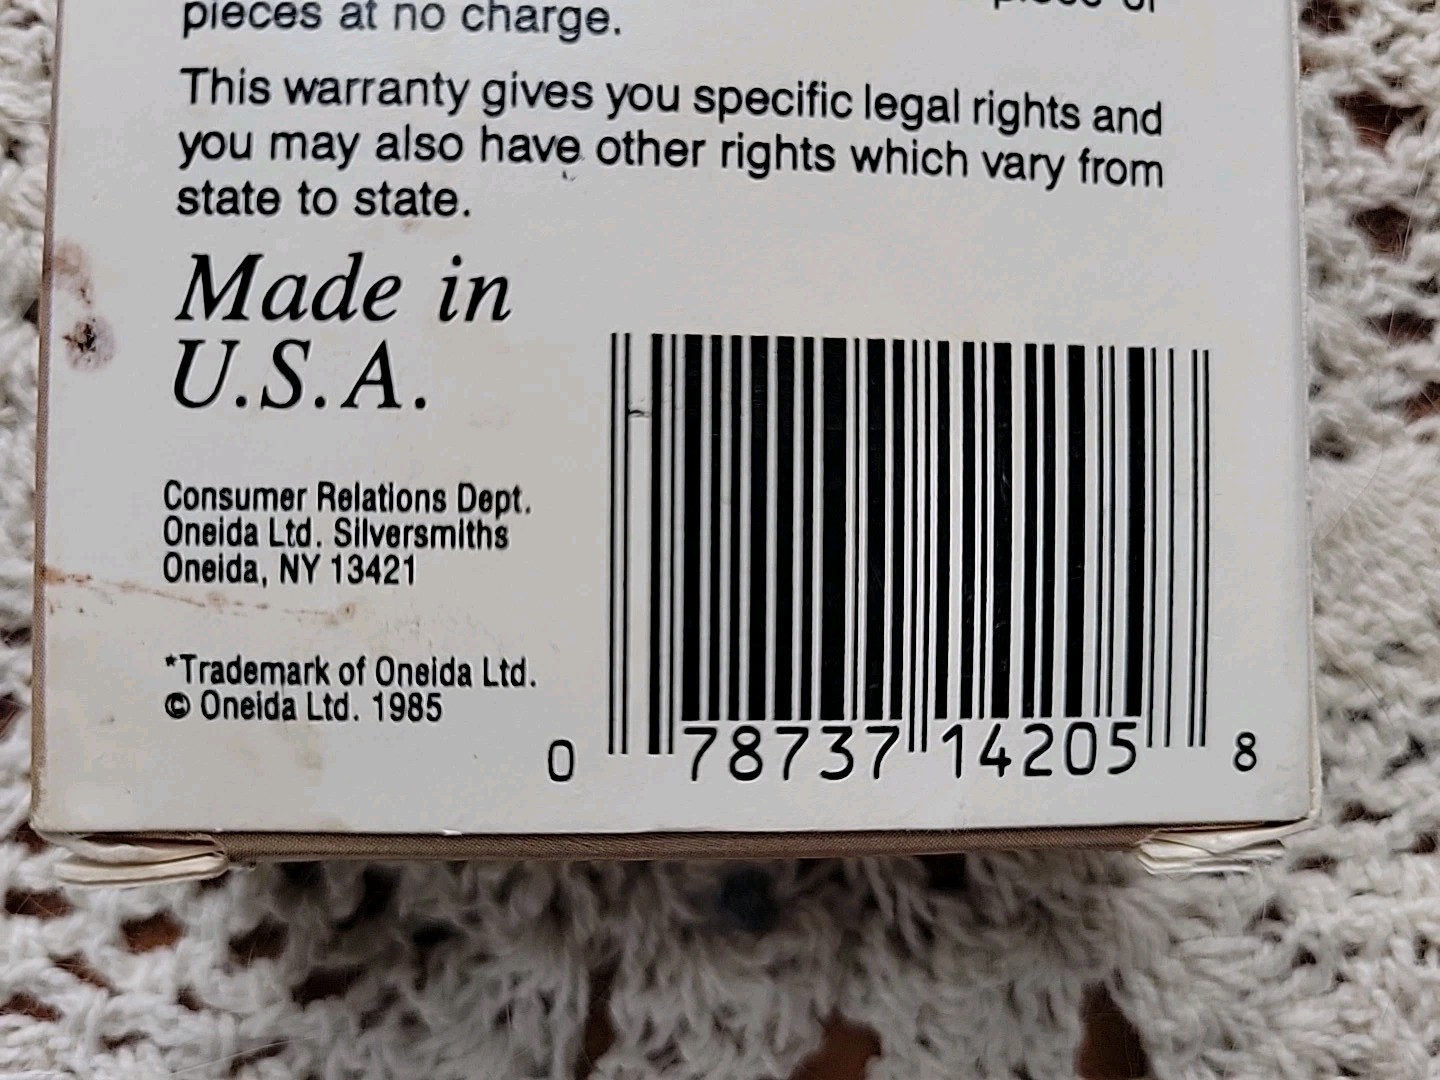 pieces at no charge.
This warranty gives you specific legal rights and
you may also have other rights which vary from
state to state.
Made in
U.S.A.
Consumer Relations Dept.
Oneida Ltd. Silversmiths
Oneida, NY 13421
*Trademark of Oneida Ltd.
© Oneida Ltd. 1985
0 78737 14205 8